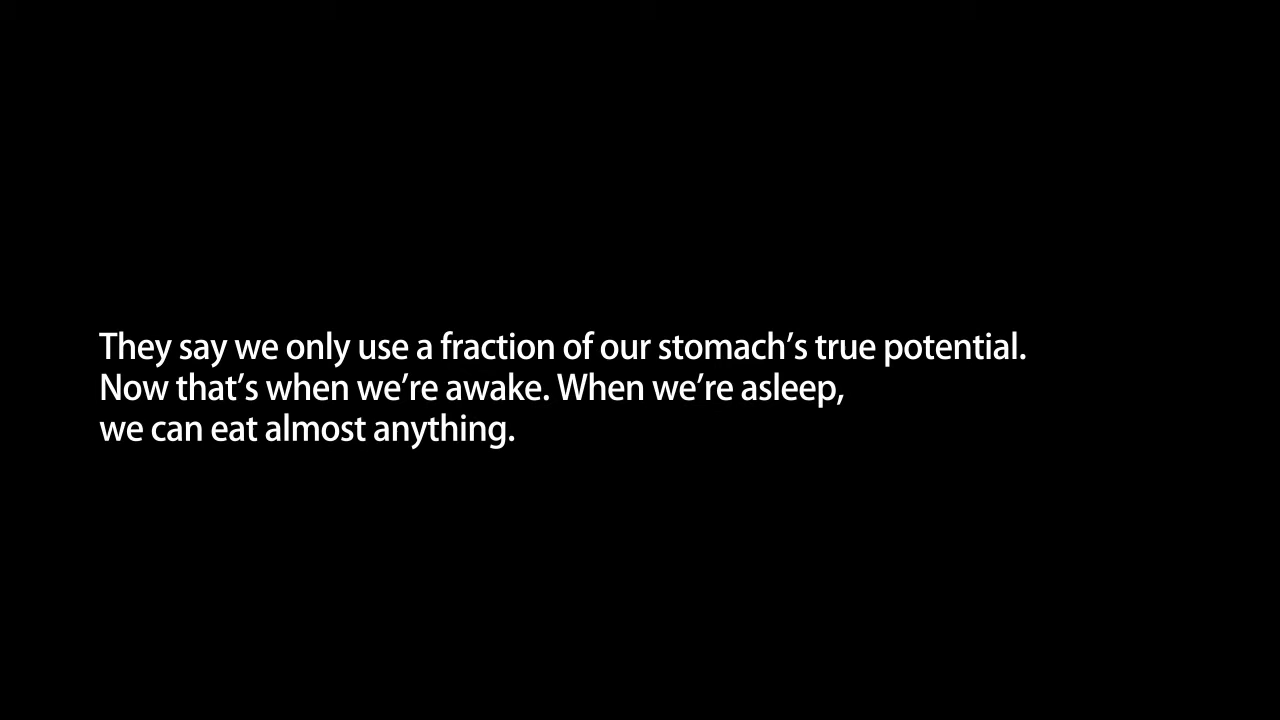 They say we only use a fraction of our stomach’s true potential.
Now that’s when we’re awake. When we’re asleep,
we can eat almost anything.